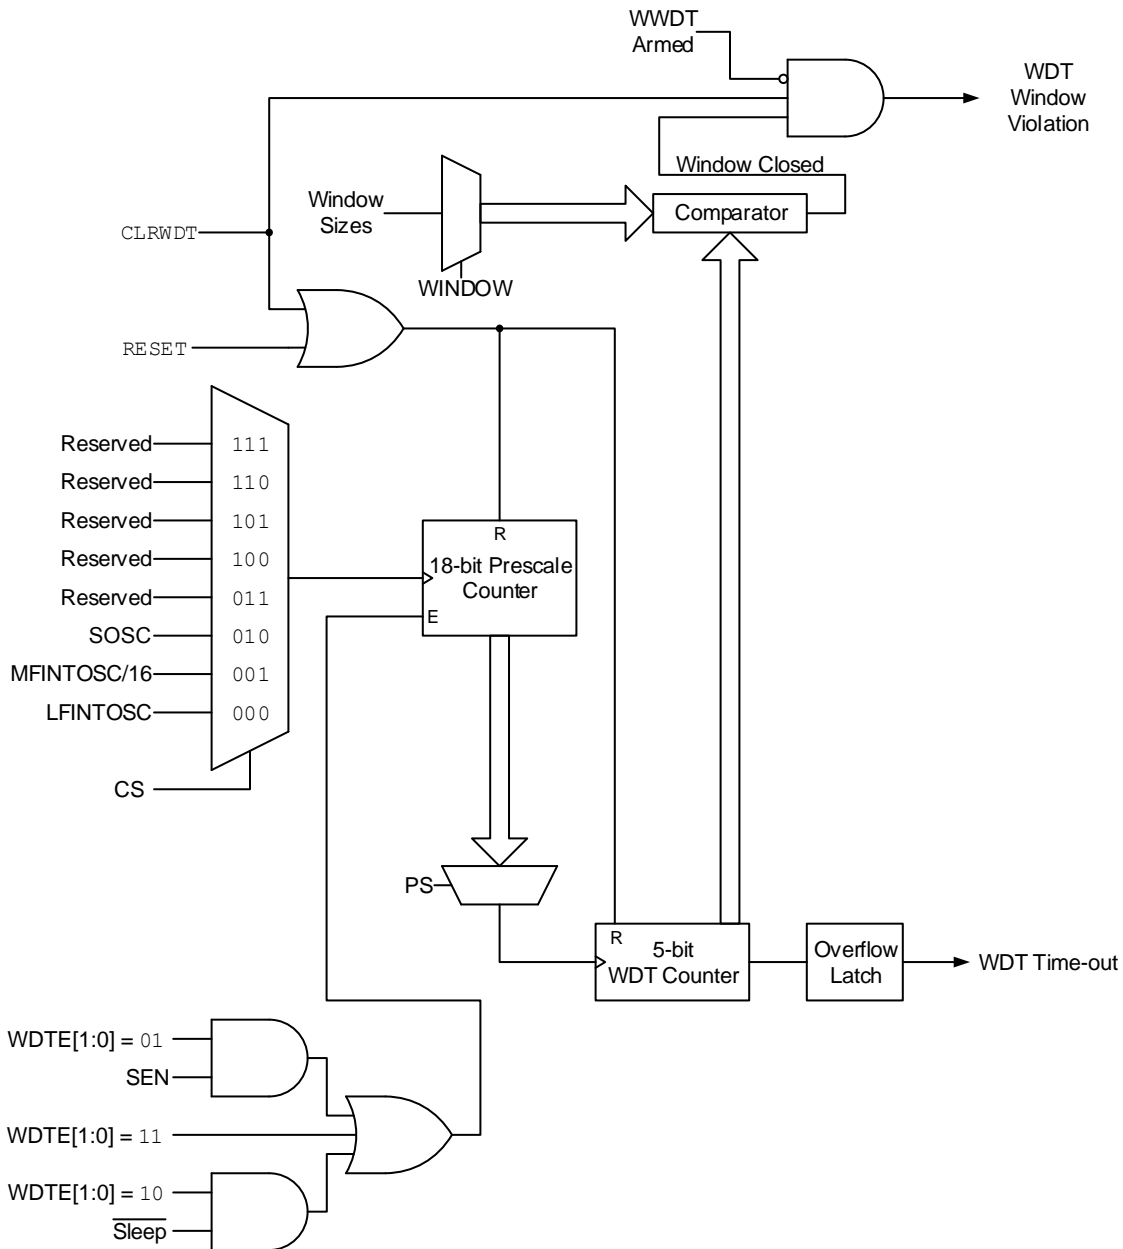 WWDT
Armed
WDT
Window
Violation
Window Closed
Window
Sizes
Comparator
CLRWDT
WINDOW
RESET
Reserved 111
Reserved 110
Reserved 101
Reserved 100
Reserved 011
SOSC 010
MFINTOSC/16 001
LFINTOSC 000
CS
R
18-bit Prescale
Counter
E
PS
R
5-bit
WDT Counter
Overflow
Latch
WDT Time-out
WDTE[1:0] = 01
SEN
WDTE[1:0] = 11
WDTE[1:0] = 10
Sleep